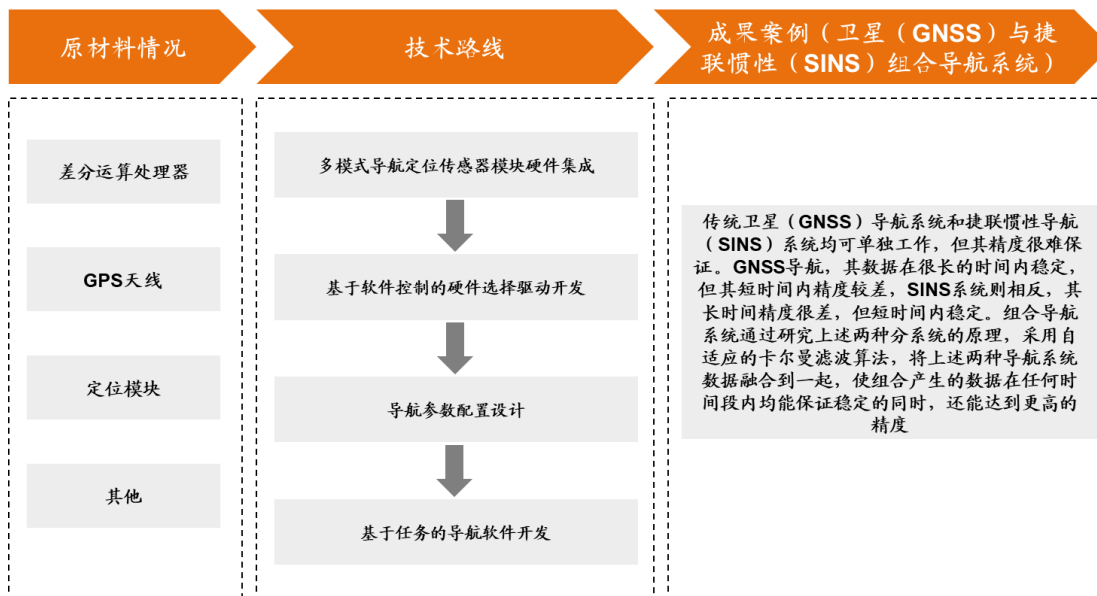 原材料情况
技术路线
成果案例（卫星（GNSS）与捷
联惯性（SINS）组合导航系统）
差分运算处理器
GPS天线
定位模块
其他
多模式导航定位传感器模块硬件集成
基于软件控制的硬件选择驱动开发
导航参数配置设计
基于任务的导航软件开发
传统卫星（GNSS）导航系统和捷联惯性导航
（SINS）系统均可单独工作，但其精度很难保
证。GNSS导航，其数据在很长的时间内稳定，
但其短时间内精度较差，SINS系统则相反，其
长时间精度很差，但短时间内稳定。组合导航
系统通过研究上述两种分系统的原理，采用自
适应的卡尔曼滤波算法，将上述两种导航系统
数据融合到一起，使组合产生的数据在任何时
间段内均能保证稳定的同时，还能达到更高的
精度